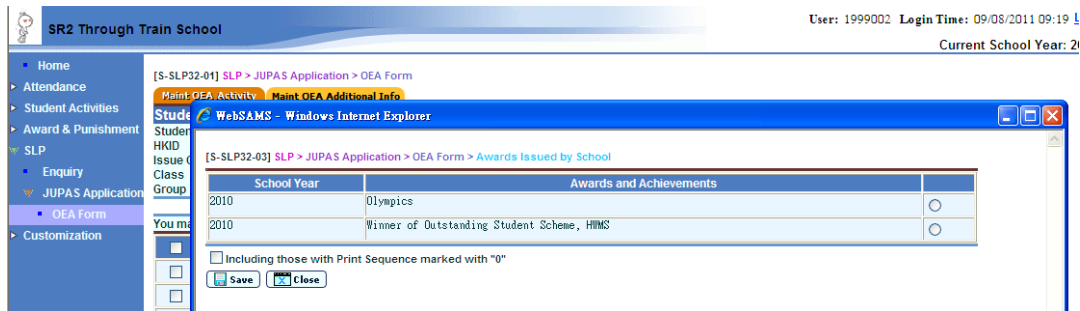 User: 1999002 Login Time: 09/08/2011 09:19
SR2 Through Train School
Current School Year:
Home
Attendance
Student Activities
Award & Punishment
SLP
Enquiry
JUPAS Application
OEA Form
Customization
[S-SLP32-01] SLP > JUPAS Application > OEA Form
Maint OEA Activity Maint OEA Additional Info
HKID
Class
Group
WebSAMS - Windows Internet Explorer
[S-SLP32-03] SLP > JUPAS Application > OEA Form > Awards Issued by School
School Year Awards and Achievements
2010 Olympics
2010 Winner of Outstanding Student Scheme, HWMS
Including those with Print Sequence marked with "0"
Save Close